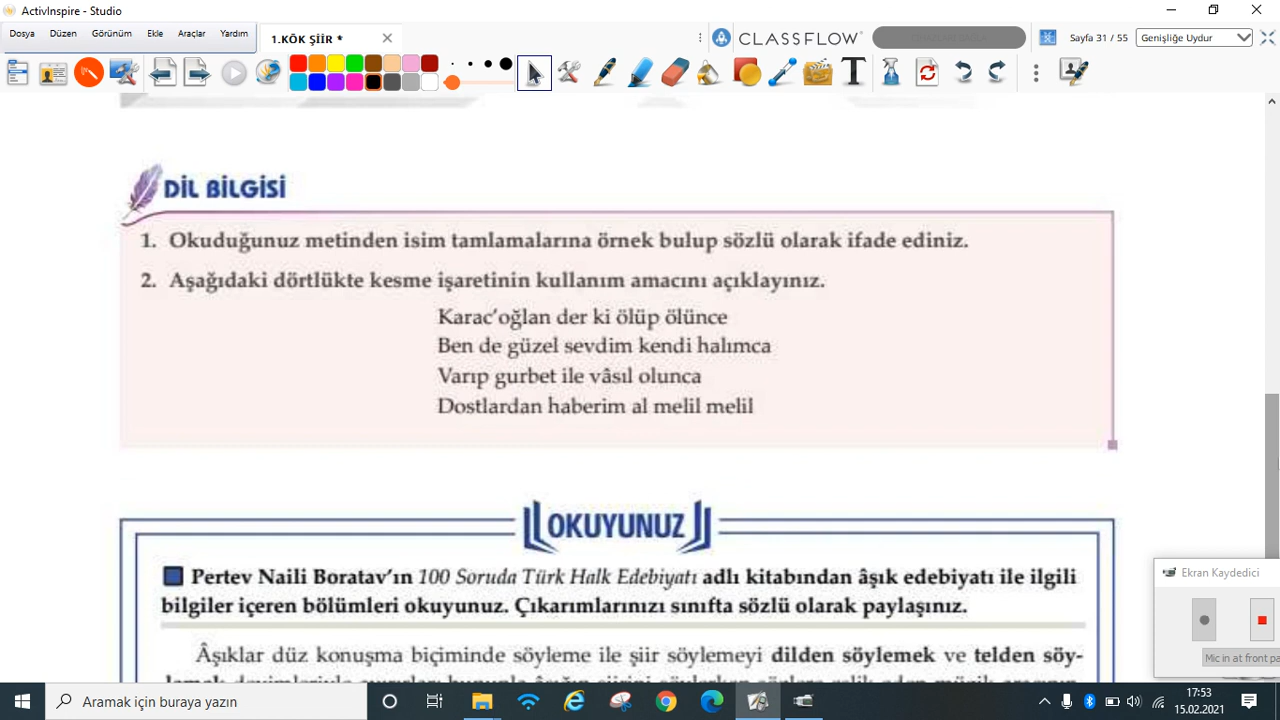 ActivInspire - Studio
Dosya Düzen Görünüm Ekle Araçlar Yardım
1.KÖK ŞİİR *
CLASSFLOW
Sayfa 31 / 55
Genişliğe Uydur
DİL BİLGİSİ
1. Okuduğunuz metinden isim tamlamalarına örnek bulup sözlü olarak ifade ediniz.
2. Aşağıdaki dörtlükte kesme işaretinin kullanım amacını açıklayınız.
Karac’oğlan der ki ölüp ölünce
Ben de güzel sevdim kendi halımca
Varıp gurbet ile vâsıl olunca
Dostlardan haberim al melil melil
OKUYUNUZ
Pertev Naili Boratav’ın 100 Soruda Türk Halk Edebiyatı adlı kitabından âşık edebiyatı ile ilgili
bilgiler içeren bölümleri okuyunuz. Çıkarımlarınızı sınıfta sözlü olarak paylaşınız.
Âşıklar düz konuşma biçiminde söyleme ile şiir söylemeyi dilden söylemek ve telden söy-
Ekran Kaydedici
Mic in at front pa
Aramak için buraya yazın
17:53
15.02.2021